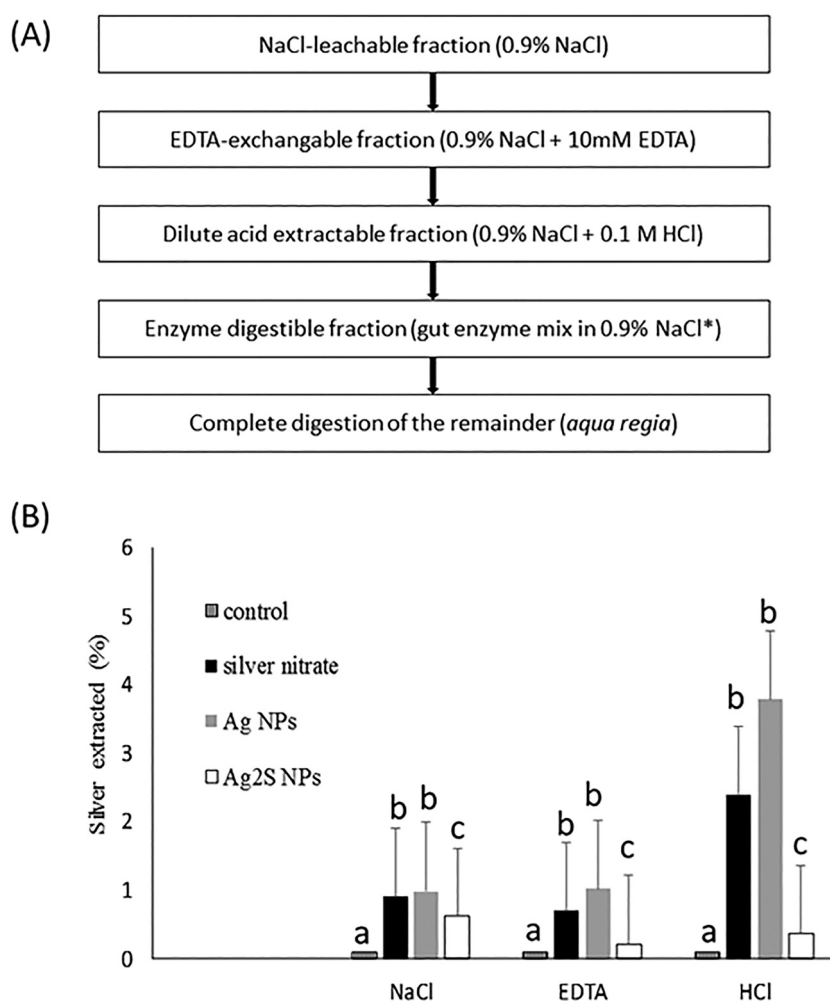 (A)
NaCl-leachable fraction (0.9% NaCl)
EDTA-exchangable fraction (0.9% NaCl + 10mM EDTA)
Dilute acid extractable fraction (0.9% NaCl + 0.1 M HCl)
Enzyme digestible fraction (gut enzyme mix in 0.9% NaCl*)
Complete digestion of the remainder (aqua regia)
(B)
Silver extracted (%)
6
5
4
3
2
1
0
control
silver nitrate
Ag NPs
Ag2S NPs
a b b c
a b b c
a b b c
NaCl EDTA HCl